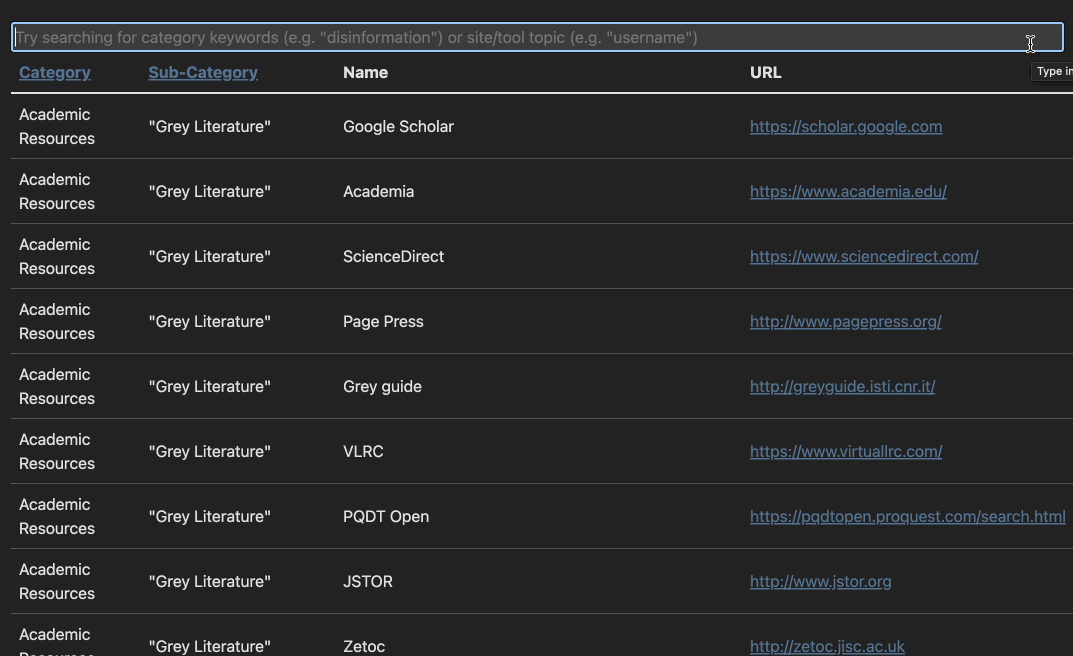 Try searching for category keywords (e.g. "disinformation") or site/tool topic (e.g. "username")
Category Sub-Category Name URL
Type in
Academic
Resources "Grey Literature" Google Scholar https://scholar.google.com
Academic
Resources "Grey Literature" Academia https://www.academia.edu/
Academic
Resources "Grey Literature" ScienceDirect https://www.sciencedirect.com/
Academic
Resources "Grey Literature" Page Press http://www.pagepress.org/
Academic
Resources "Grey Literature" Grey guide http://greyguide.isti.cnr.it/
Academic
Resources "Grey Literature" VLRC https://www.virtuallrc.com/
Academic
Resources "Grey Literature" PQDT Open https://pqdtopen.proquest.com/search.html
Academic
Resources "Grey Literature" JSTOR http://www.jstor.org
Academic
"Grey Literature" Zetoc http://zetoc.jisc.ac.uk